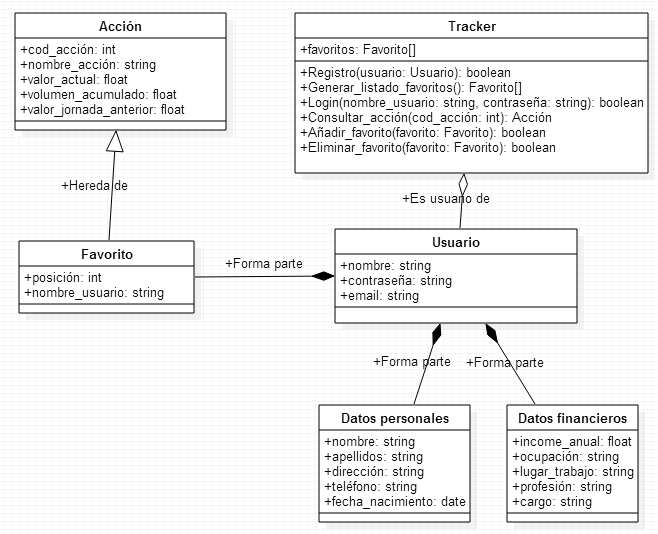 Acción
+cod_acción: int
+nombre_acción: string
+valor_actual: float
+volumen_acumulado: float
+valor_jornada_anterior: float
Tracker
+favoritos: Favorito[]
+Registro(usuario: Usuario): boolean
+Generar_listado_favoritos(): Favorito[]
+Login(nombre_usuario: string, contraseña: string): boolean
+Consultar_acción(cod_acción: int): Acción
+Añadir_favorito(favorito: Favorito): boolean
+Eliminar_favorito(favorito: Favorito): boolean
+Hereda de
+Es usuario de
Favorito
+posición: int
+nombre_usuario: string
+Forma parte
Usuario
+nombre: string
+contraseña: string
+email: string
+Forma parte
+Forma parte
Datos personales
+nombre: string
+apellidos: string
+dirección: string
+teléfono: string
+fecha_nacimiento: date
Datos financieros
+income_anual: float
+ocupación: string
+lugar_trabajo: string
+profesión: string
+cargo: string